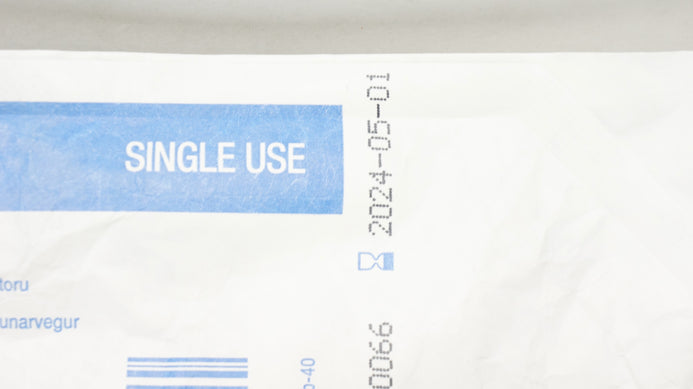 SINGLE USE
2024-05-01
toru
unarvegur
0066
-40